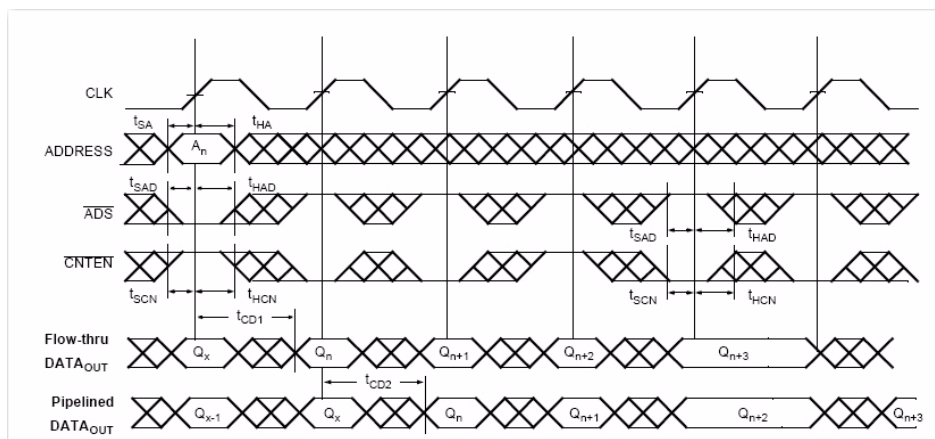 CLK
tSA tHA
ADDRESS An
tSAD tHAD
ADS
tSAD tHAD
CNTEN
tSCN tHCN tSCN tHCN
tCD1
Flow-thru
DATAOUT Qx Qn Qn+1 Qn+2 Qn+3
tCD2
Pipelined
DATAOUT Qx-1 Qx Qn Qn+1 Qn+2 Qn+3